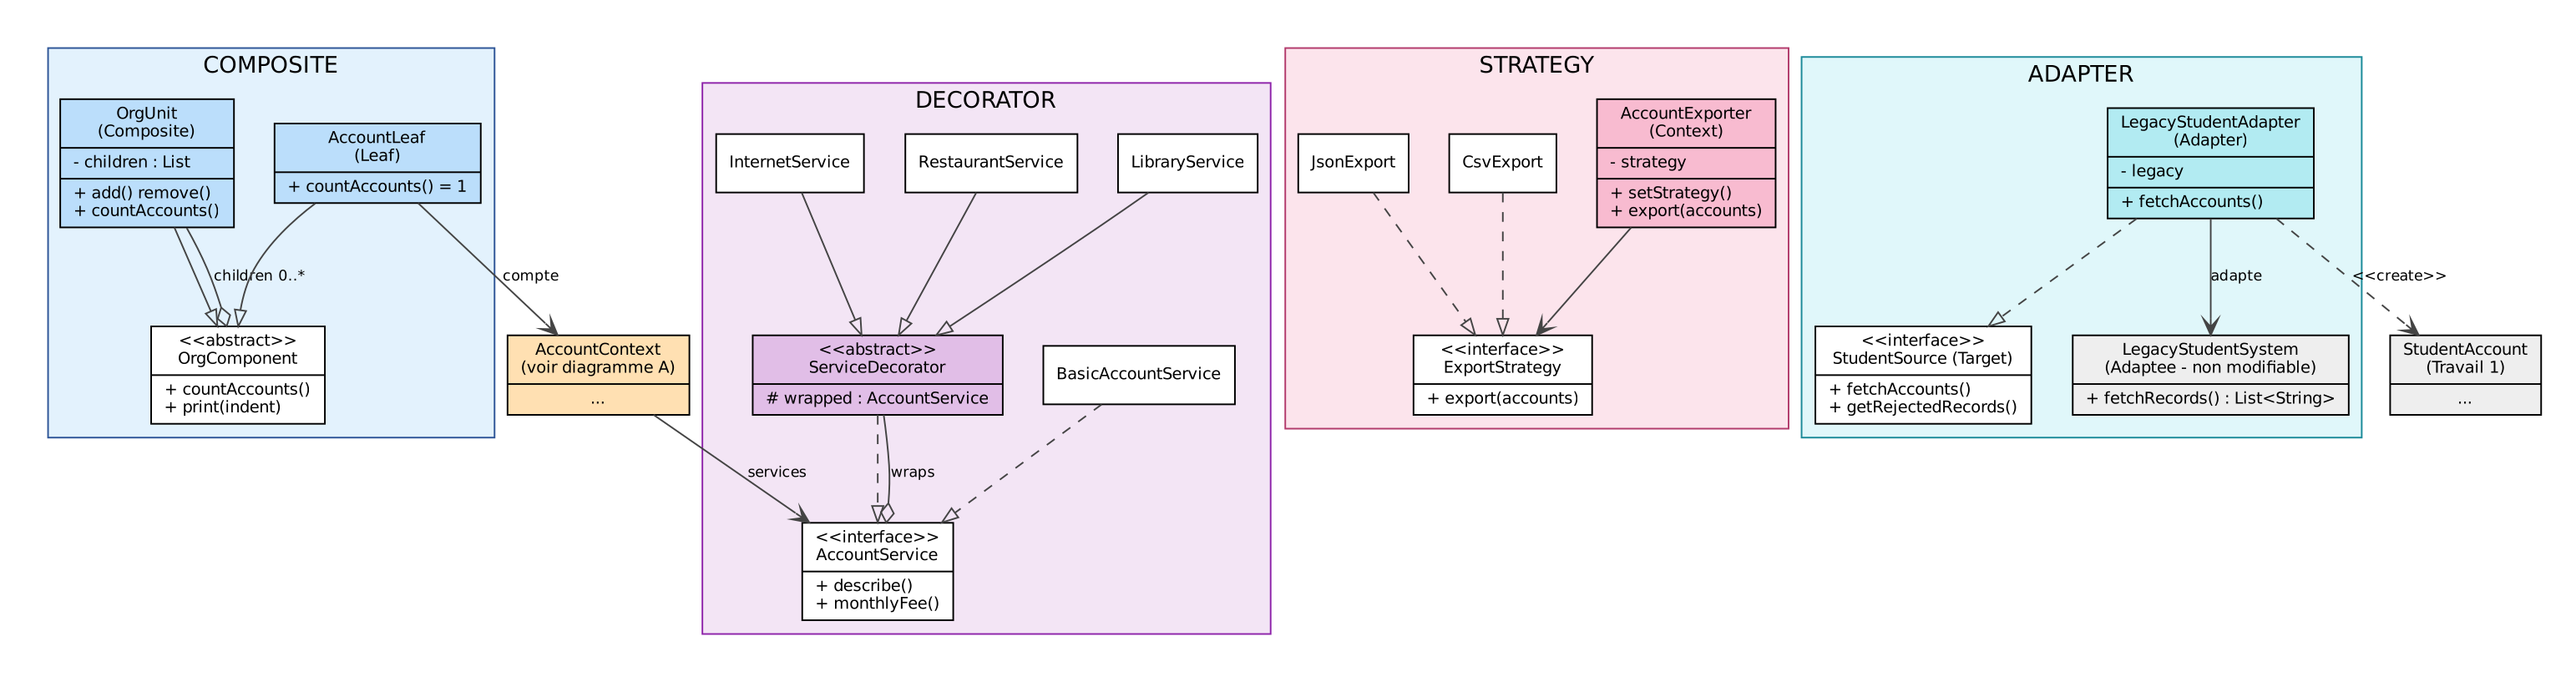 COMPOSITE
OrgUnit
(Composite)
- children : List
+ add() remove()
+ countAccounts()
AccountLeaf
(Leaf)
+ countAccounts() = 1
children 0..*
compte
<<abstract>>
OrgComponent
+ countAccounts()
+ print(indent)
AccountContext
(voir diagramme A)
...
services
DECORATOR
InternetService
RestaurantService
LibraryService
<<abstract>>
ServiceDecorator
# wrapped : AccountService
BasicAccountService
wraps
<<interface>>
AccountService
+ describe()
+ monthlyFee()
STRATEGY
JsonExport
CsvExport
AccountExporter
(Context)
- strategy
+ setStrategy()
+ export(accounts)
<<interface>>
ExportStrategy
+ export(accounts)
ADAPTER
LegacyStudentAdapter
(Adapter)
- legacy
+ fetchAccounts()
adapte
<<create>>
<<interface>>
StudentSource (Target)
+ fetchAccounts()
+ getRejectedRecords()
LegacyStudentSystem
(Adaptee - non modifiable)
+ fetchRecords() : List<String>
StudentAccount
(Travail 1)
...